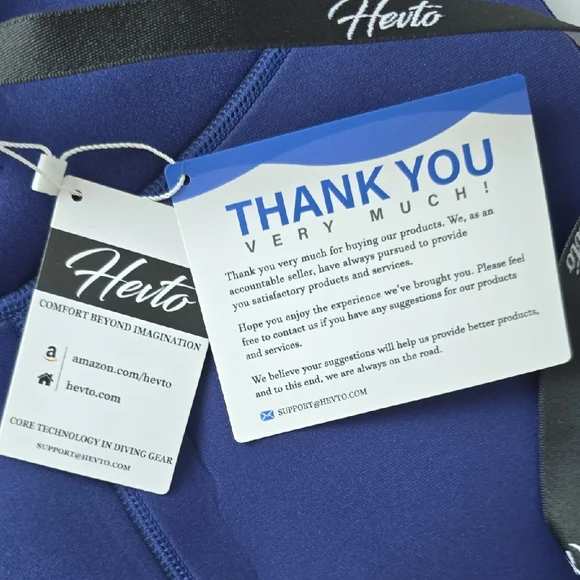 Hevto
THANK YOU
VERY MUCH!
Thank you very much for buying our products. We, as an
accountable seller, have always pursued to provide
you satisfactory products and services.
Hope you enjoy the experience we've brought you. Please feel
free to contact us if you have any suggestions for our products
and services.
We believe your suggestions will help us provide better products,
and to this end, we are always on the road.
SUPPORT@HEVTO.COM
Hevto
COMFORT BEYOND IMAGINATION
a
amazon.com/hevto
hevto.com
CORE TECHNOLOGY IN DIVING GEAR
SUPPORT@HEVTO.COM